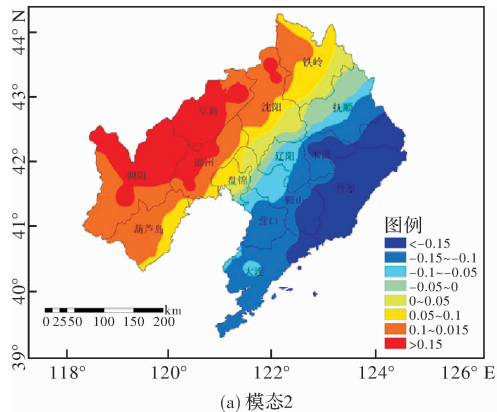 44° N
43°
42°
41°
40°
39°
铁岭
沈阳
抚顺
阜新
辽阳
本溪
锦州
朝阳
盘锦
鞍山
丹东
葫芦岛
营口
大连
图例
<-0.15
-0.15~-0.1
-0.1~-0.05
-0.05~0
0~0.05
0.05~0.1
0.1~0.015
>0.15
km
0 25 50 100 150 200
118° 120° 122° 124° 126° E
(a) 模态2